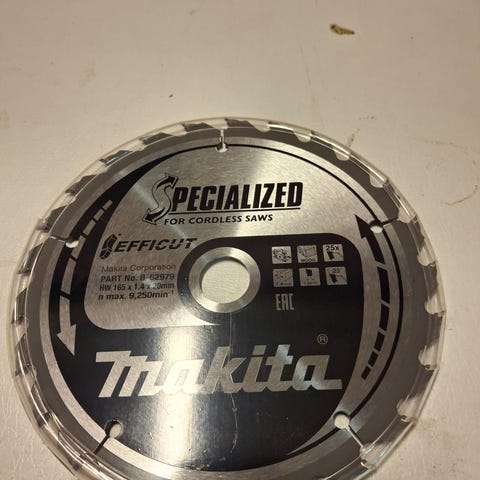 SPECIALIZED
FOR CORDLESS SAWS
EFFICUT
Makita Corporation
PART No. B-62979
HW 165 x 1.4 x 20mm
n max. 9,250min⁻¹
25x
23°
EAC
makita®